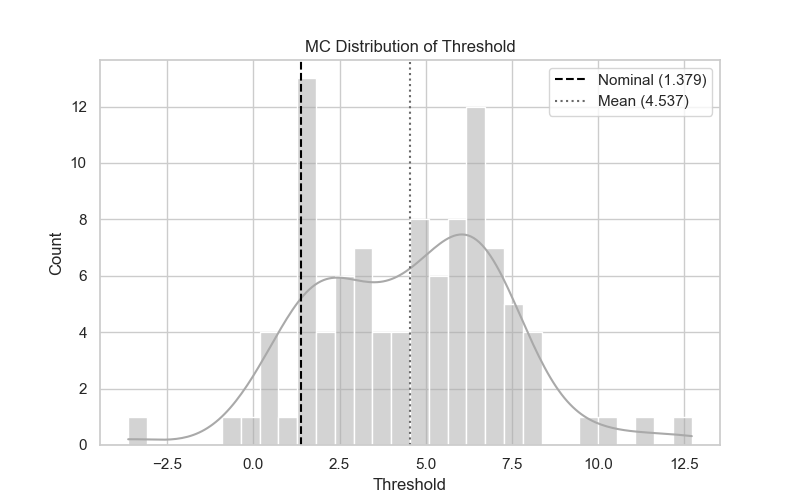 MC Distribution of Threshold
Nominal (1.379)
Mean (4.537)
Count
12
10
8
6
4
2
0
−2.5 0.0 2.5 5.0 7.5 10.0 12.5
Threshold